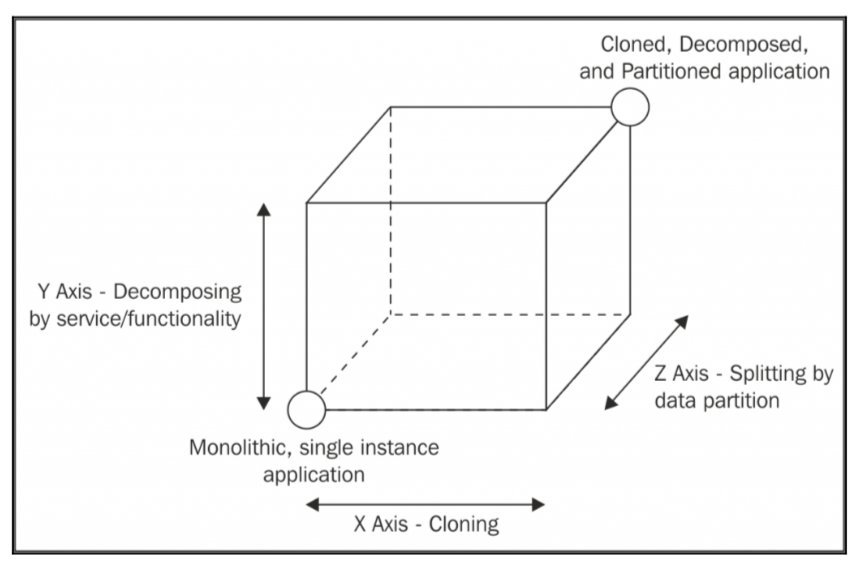 Cloned, Decomposed,
and Partitioned application
Y Axis - Decomposing
by service/functionality
Z Axis - Splitting by
data partition
Monolithic, single instance
application
X Axis - Cloning